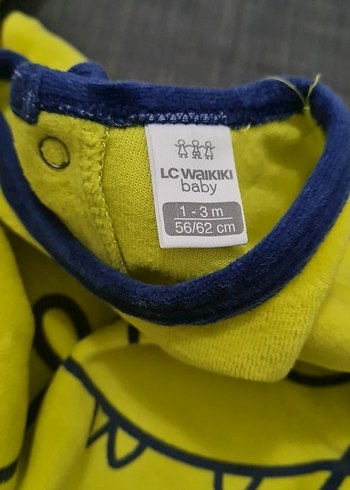 LC WAIKIKI
baby
1 - 3 m
56/62 cm